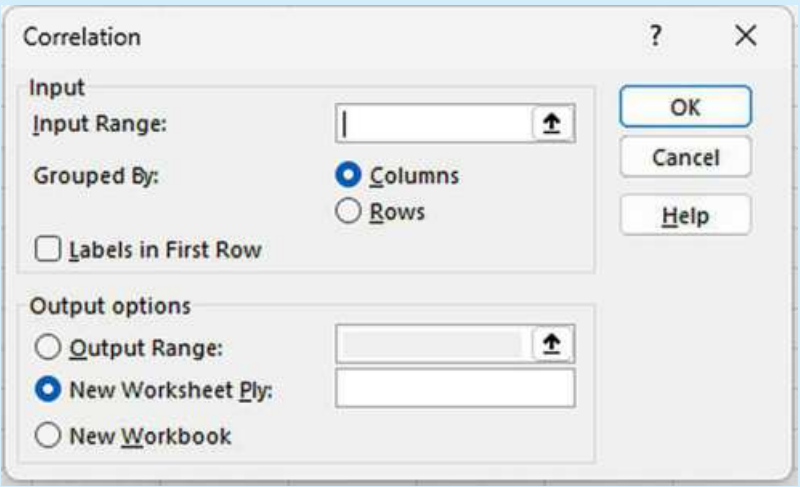 Correlation
?
Input
Input Range:
OK
Cancel
Grouped By:
Columns
Rows
Help
Labels in First Row
Output options
Output Range:
New Worksheet Ply:
New Workbook